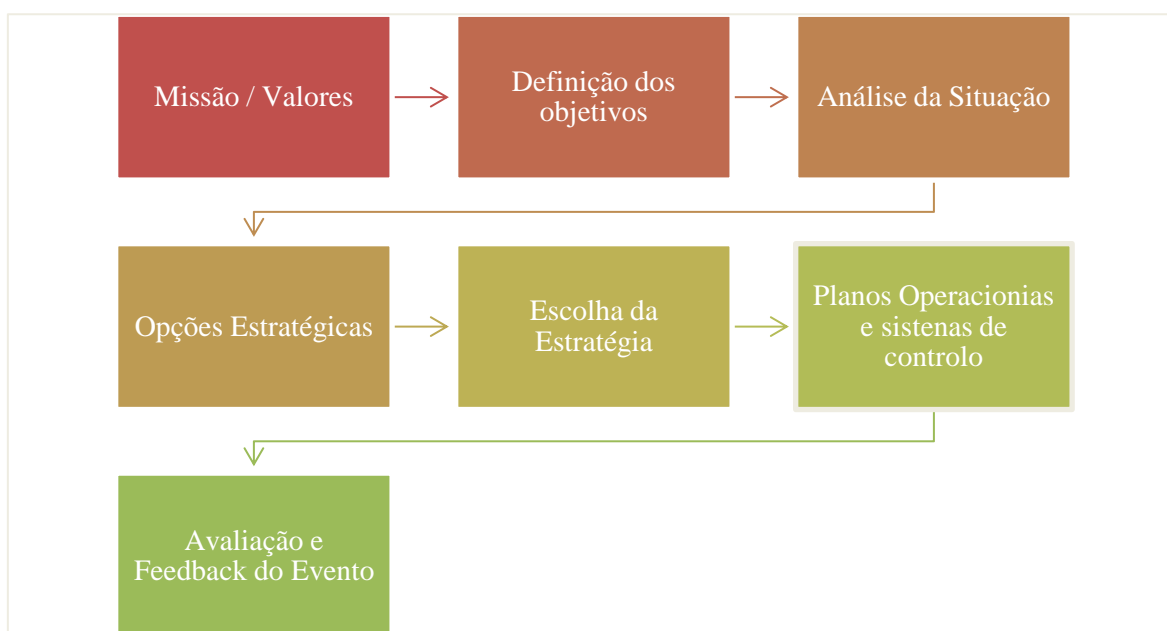 Missão / Valores
Definição dos
objetivos
Análise da Situação
Opções Estratégicas
Escolha da
Estratégia
Planos Operacionias
e sistenas de
controlo
Avaliação e
Feedback do Evento